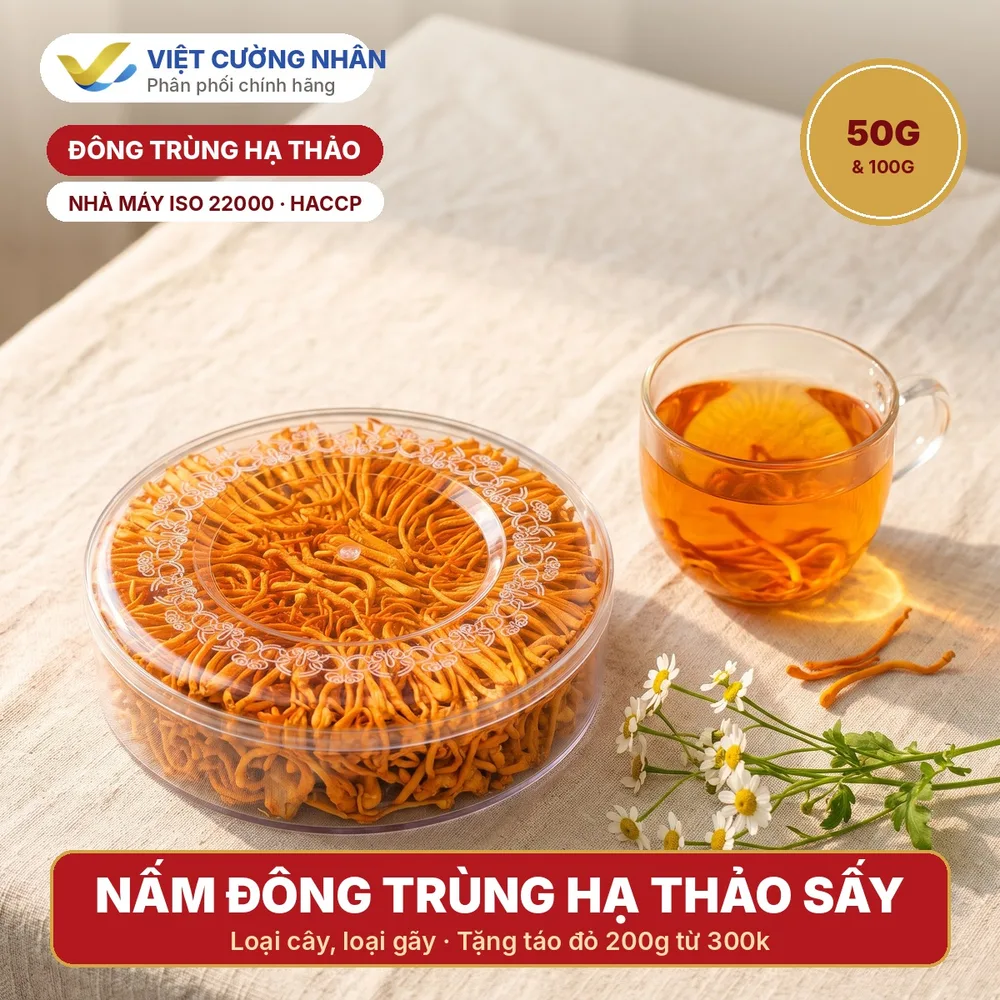 VIỆT CƯỜNG NHÂN
Phân phối chính hãng
ĐÔNG TRÙNG HẠ THẢO
NHÀ MÁY ISO 22000 · HACCP
50G
& 100G
NẤM ĐÔNG TRÙNG HẠ THẢO SẤY
Loại cây, loại gãy · Tặng táo đỏ 200g từ 300k